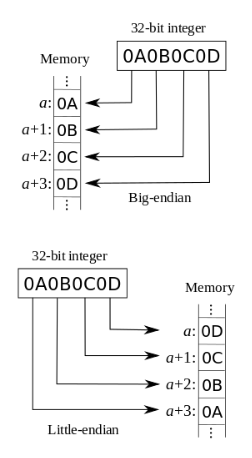 32-bit integer
0A0B0C0D
Memory
⋮
a: 0A
a+1: 0B
a+2: 0C
a+3: 0D
⋮
Big-endian
32-bit integer
0A0B0C0D
Memory
⋮
a: 0D
a+1: 0C
a+2: 0B
a+3: 0A
⋮
Little-endian